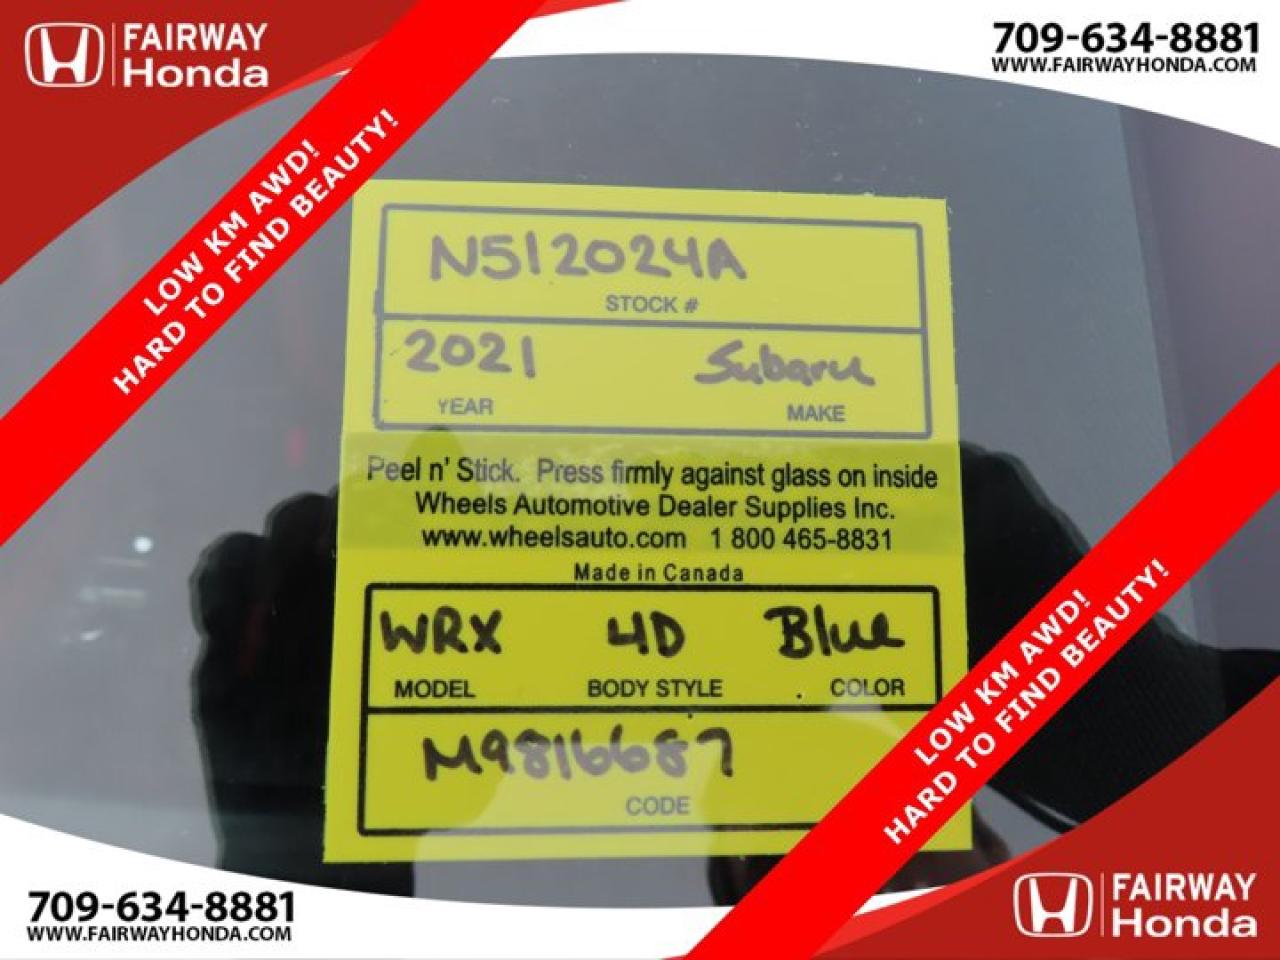 FAIRWAY
Honda
709-634-8881
WWW.FAIRWAYHONDA.COM
LOW KM AWD!
HARD TO FIND BEAUTY!
N512024A
STOCK #
2021 Subaru
YEAR MAKE
Peel n' Stick. Press firmly against glass on inside
Wheels Automotive Dealer Supplies Inc.
www.wheelsauto.com 1 800 465-8831
Made in Canada
WRX 4D Blue
MODEL BODY STYLE COLOR
M9816687
CODE
LOW KM AWD!
HARD TO FIND BEAUTY!
709-634-8881
WWW.FAIRWAYHONDA.COM
FAIRWAY
Honda